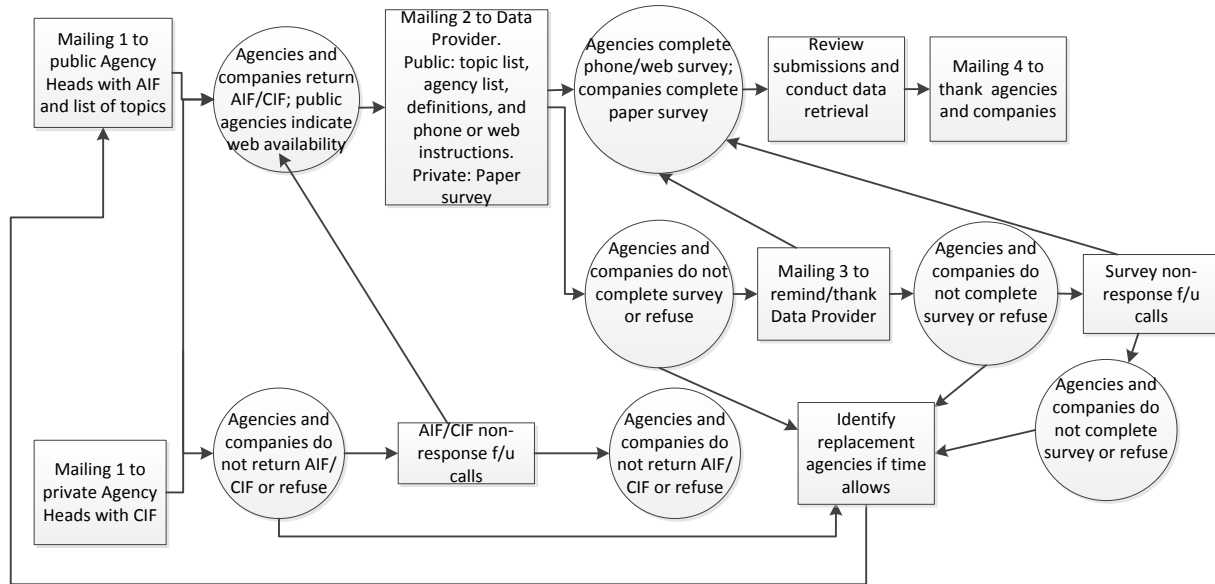 Mailing 1 to
public Agency
Heads with AIF
and list of topics
Agencies and
companies return
AIF/CIF; public
agencies indicate
web availability
Mailing 2 to Data
Provider.
Public: topic list,
agency list,
definitions, and
phone or web
instructions.
Private: Paper
survey
Agencies complete
phone/web survey;
companies complete
paper survey
Review
submissions and
conduct data
retrieval
Mailing 4 to
thank agencies
and companies
Agencies and
companies do not
complete survey
or refuse
Mailing 3 to
remind/thank
Data Provider
Agencies and
companies do
not complete
survey or refuse
Survey non-
response f/u
calls
Mailing 1 to
private Agency
Heads with CIF
Agencies and
companies do
not return AIF/
CIF or refuse
AIF/CIF non-
response f/u
calls
Agencies and
companies do
not return AIF/
CIF or refuse
Identify
replacement
agencies if time
allows
Agencies and
companies do
not complete
survey or refuse